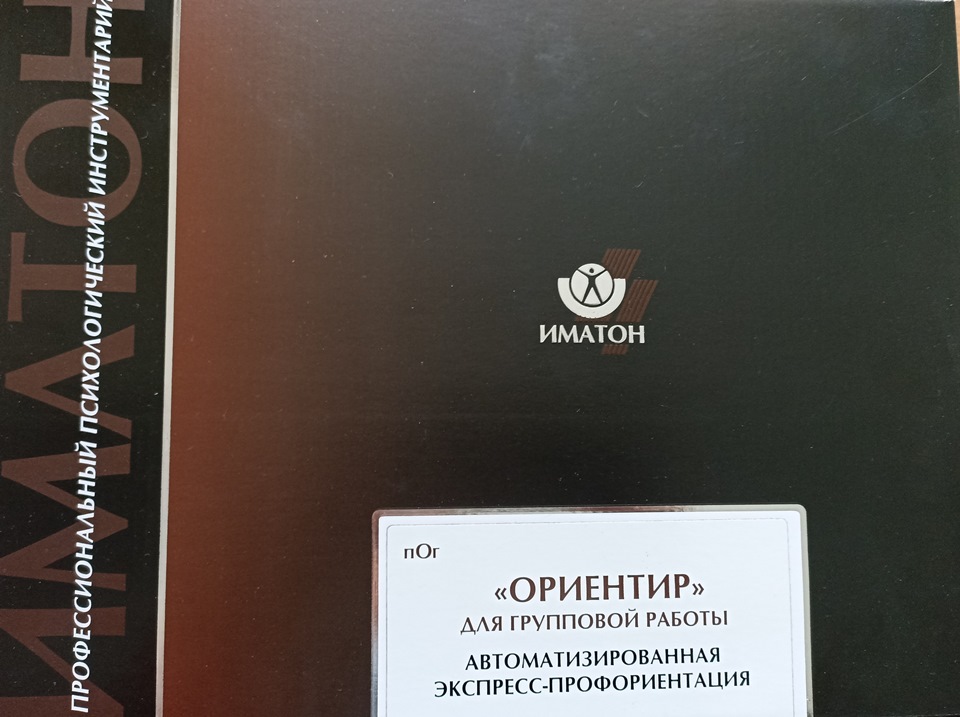 ИМАТОН
ПРОФЕССИОНАЛЬНЫЙ ПСИХОЛОГИЧЕСКИЙ ИНСТРУМЕНТАРИЙ
ИМАТОН
пОг
«ОРИЕНТИР»
ДЛЯ ГРУППОВОЙ РАБОТЫ
АВТОМАТИЗИРОВАННАЯ
ЭКСПРЕСС-ПРОФОРИЕНТАЦИЯ